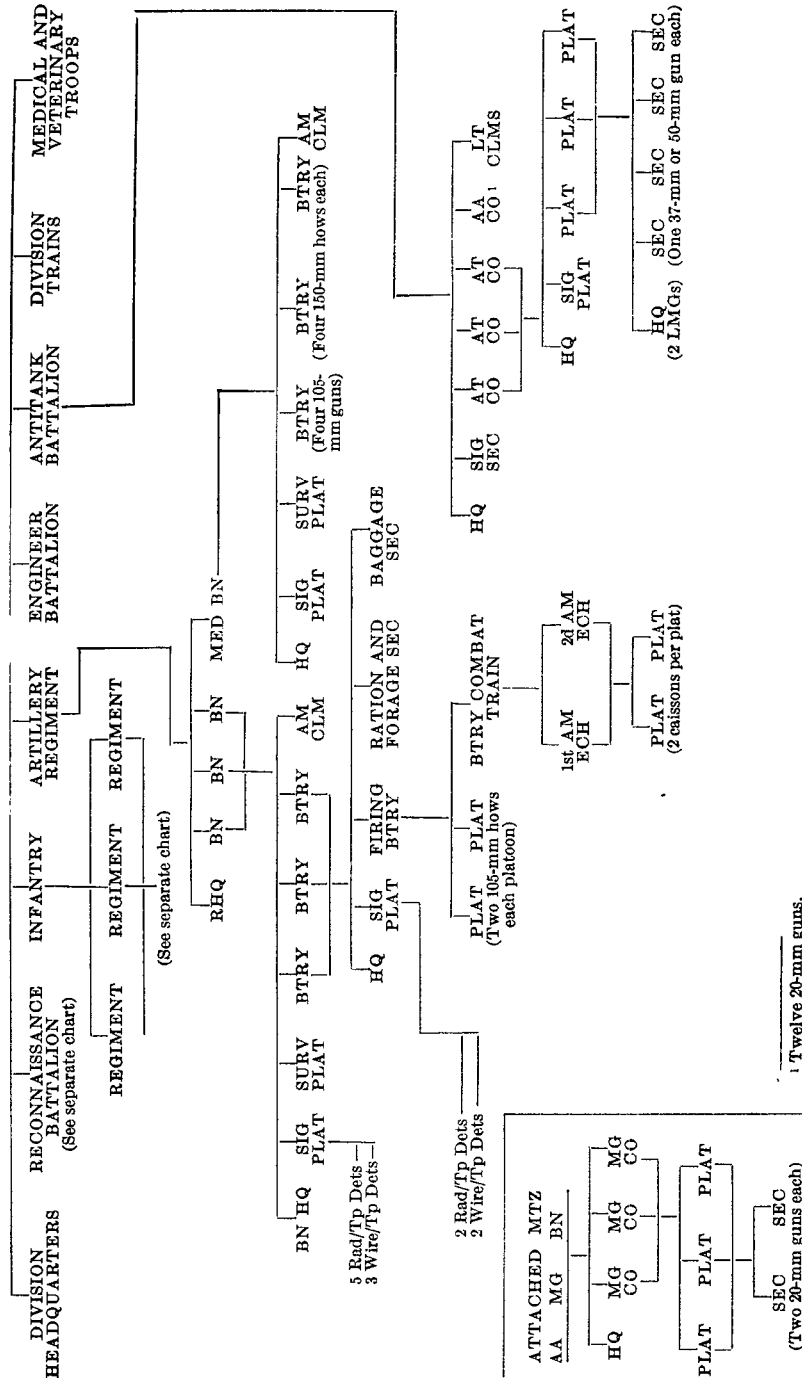 DIVISION
HEADQUARTERS
RECONNAISSANCE
BATTALION
(See separate chart)
INFANTRY
ARTILLERY
REGIMENT
ENGINEER
BATTALION
ANTITANK
BATTALION
DIVISION
TRAINS
MEDICAL AND
VETERINARY
TROOPS
REGIMENT REGIMENT REGIMENT
(See separate chart)
RHQ BN BN BN MED BN
BN HQ
SIG
PLAT
SURV
PLAT
BTRY BTRY BTRY
AM
CLM
5 Rad/Tp Dets
3 Wire/Tp Dets
HQ
SIG
PLAT
SURV
PLAT
BTRY
(Four 105-
mm guns)
BTRY BTRY
(Four 150-mm hows each)
AM
CLM
HQ
SIG
PLAT
FIRING
BTRY
RATION AND
FORAGE SEC
BAGGAGE
SEC
2 Rad/Tp Dets
2 Wire/Tp Dets
PLAT PLAT
(Two 105-mm hows
each platoon)
BTRY COMBAT
TRAIN
1st AM
ECH
2d AM
ECH
PLAT PLAT
(2 caissons per plat)
HQ
SIG
SEC
AT
CO
AT
CO
AT
CO
AA
CO¹
LT
CLMS
HQ
SIG
PLAT
PLAT PLAT PLAT
HQ
(2 LMGs)
SEC SEC SEC SEC
(One 37-mm or 50-mm gun each)
ATTACHED MTZ
AA MG BN
HQ
MG
CO
MG
CO
MG
CO
PLAT PLAT PLAT
SEC SEC
(Two 20-mm guns each)
¹ Twelve 20-mm guns.